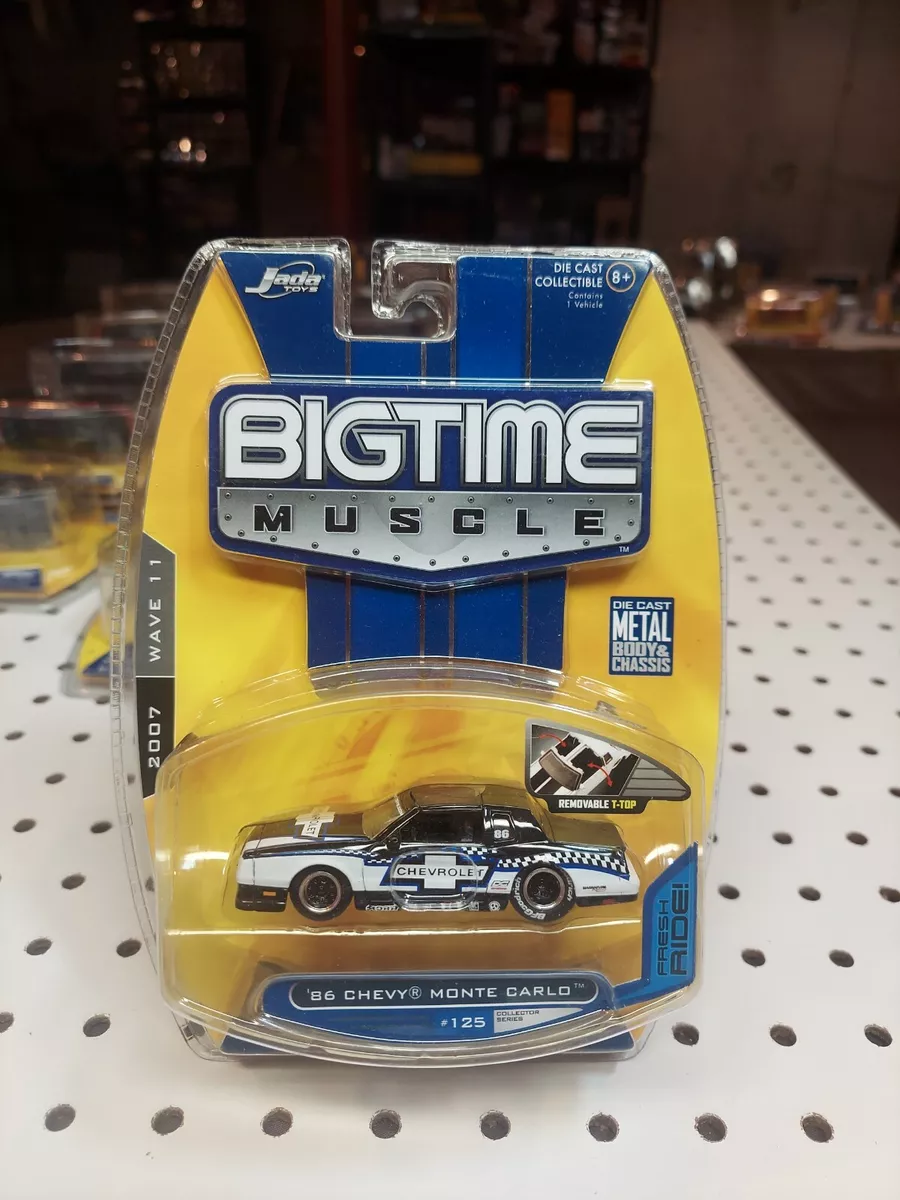 Jada
TOYS
DIE CAST
COLLECTIBLE
8+
Contains
1 Vehicle
BIGTIME
MUSCLE
TM
WAVE 11
2007
DIE CAST
METAL
BODY&
CHASSIS
REMOVABLE T-TOP
86
CHEVROLET
FRESH
RIDE!
'86 CHEVY® MONTE CARLO™
#125
COLLECTOR
SERIES